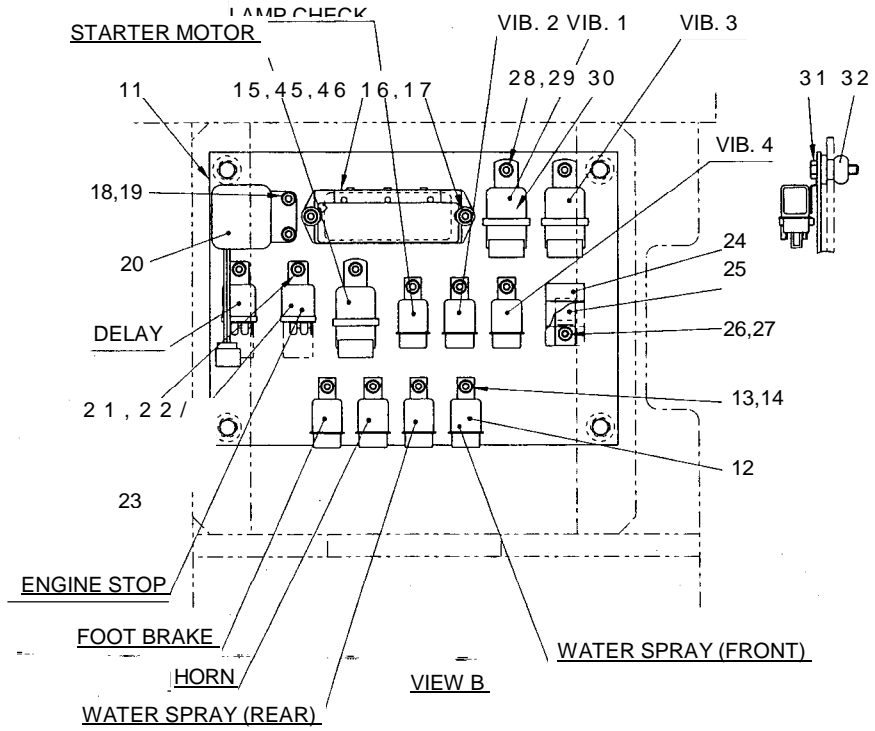 LAMP CHECK
STARTER MOTOR
VIB. 2 VIB. 1
VIB. 3
11
15,45,46 16,17
28,29 30
31 32
VIB. 4
18,19
20
24
25
DELAY
26,27
21,22/
13,14
12
23
ENGINE STOP
FOOT BRAKE
WATER SPRAY (FRONT)
HORN
VIEW B
WATER SPRAY (REAR)